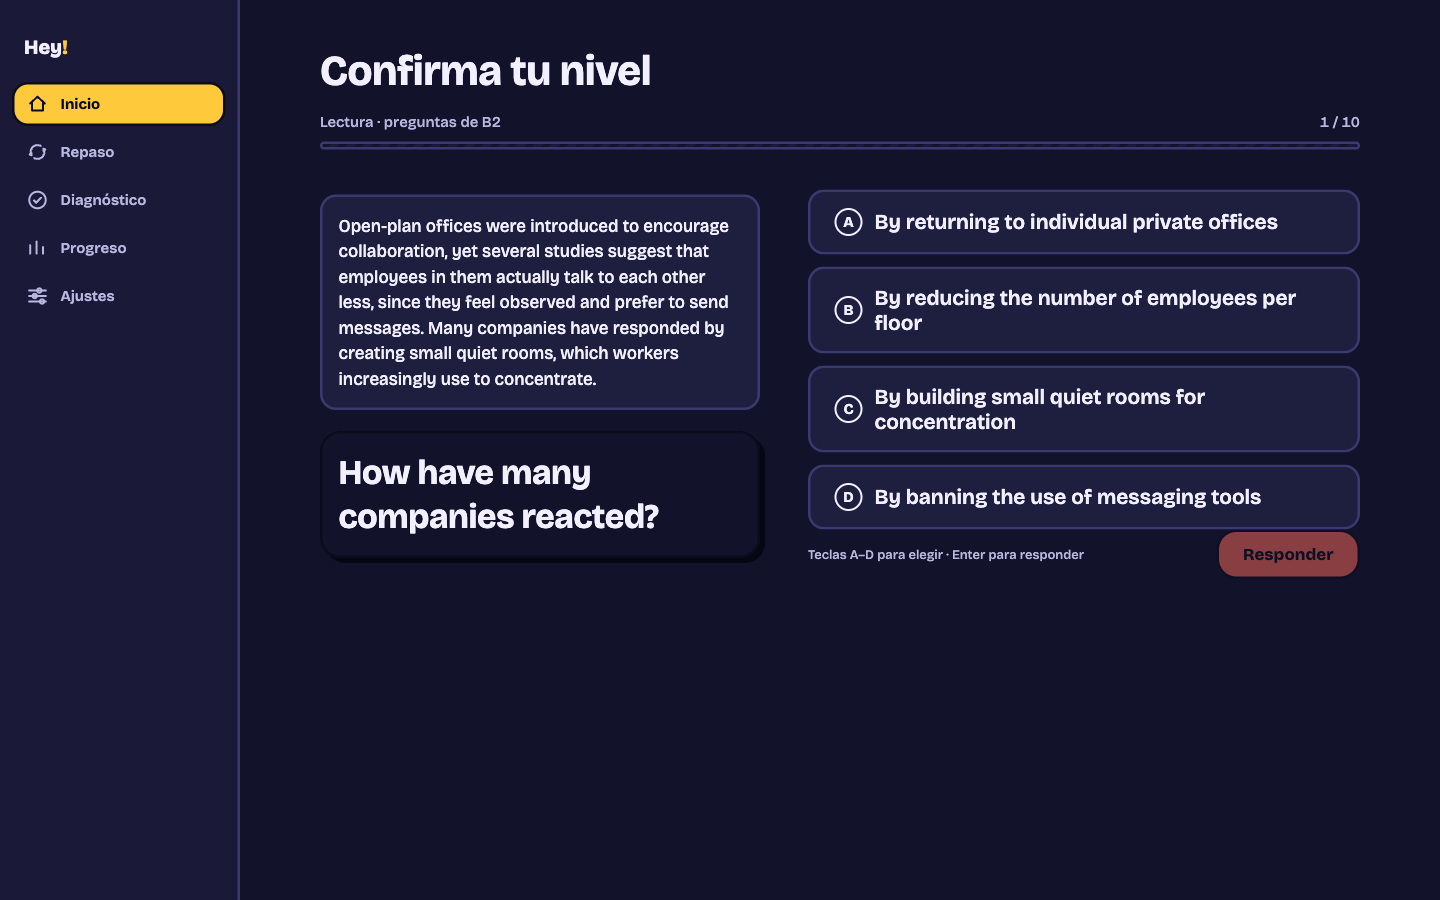 Hey!
Inicio
Repaso
Diagnóstico
Progreso
Ajustes
Confirma tu nivel
Lectura · preguntas de B2
1 / 10
Open-plan offices were introduced to encourage
collaboration, yet several studies suggest that
employees in them actually talk to each other
less, since they feel observed and prefer to send
messages. Many companies have responded by
creating small quiet rooms, which workers
increasingly use to concentrate.
How have many
companies reacted?
A By returning to individual private offices
B By reducing the number of employees per
floor
C By building small quiet rooms for
concentration
D By banning the use of messaging tools
Teclas A–D para elegir · Enter para responder
Responder